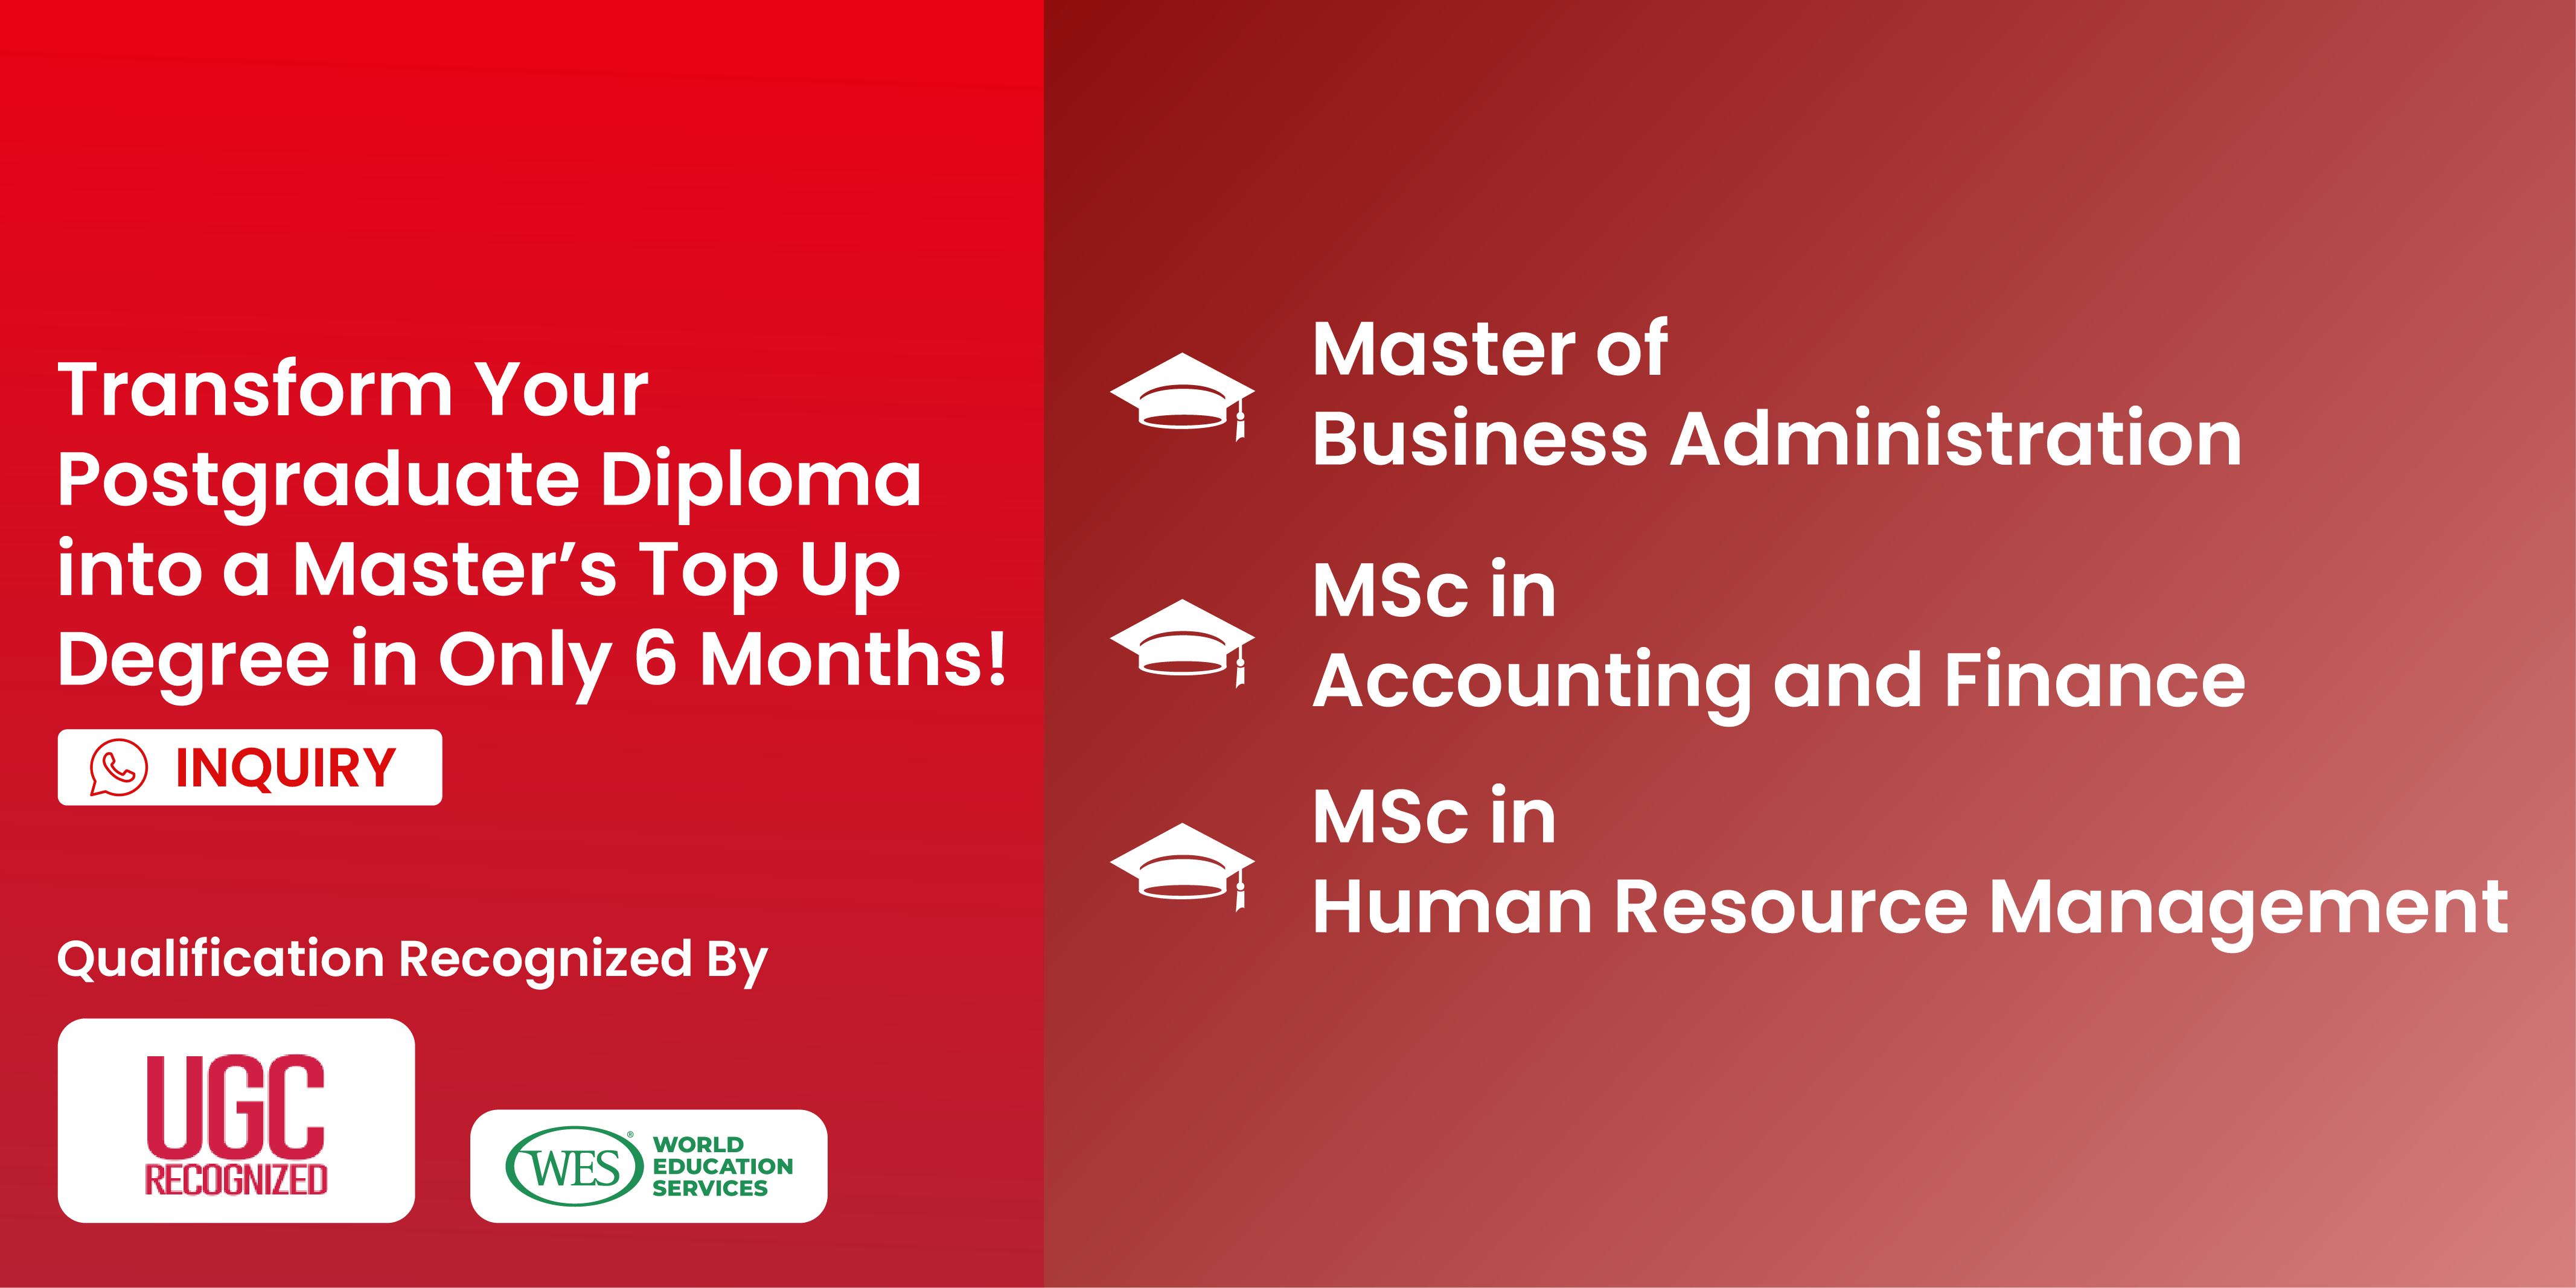 Transform Your
Postgraduate Diploma
into a Master’s Top Up
Degree in Only 6 Months!
INQUIRY
Qualification Recognized By
UGC
RECOGNIZED
WES®
WORLD
EDUCATION
SERVICES
Master of
Business Administration
MSc in
Accounting and Finance
MSc in
Human Resource Management